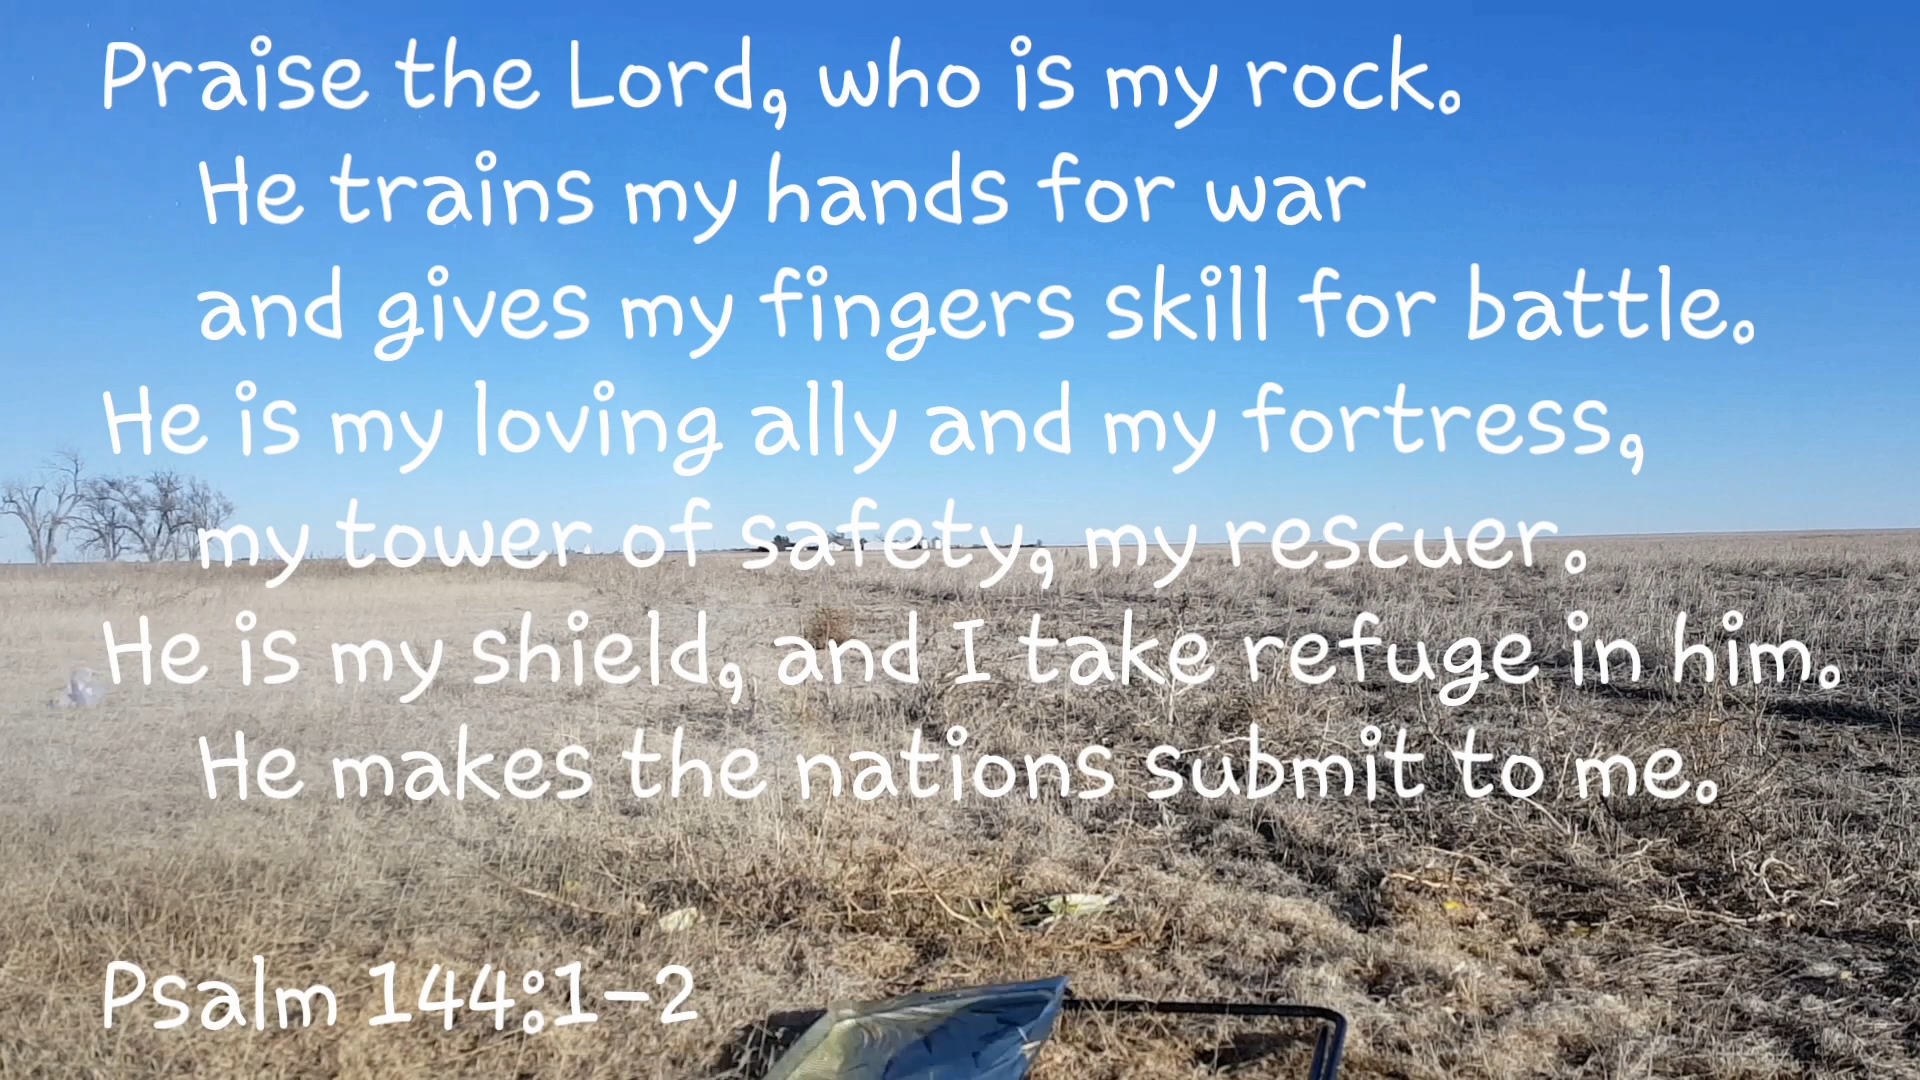 Praise the Lord, who is my rock.
He trains my hands for war
and gives my fingers skill for battle.
He is my loving ally and my fortress,
my tower of safety, my rescuer.
He is my shield, and I take refuge in him.
He makes the nations submit to me.
Psalm 144:1-2